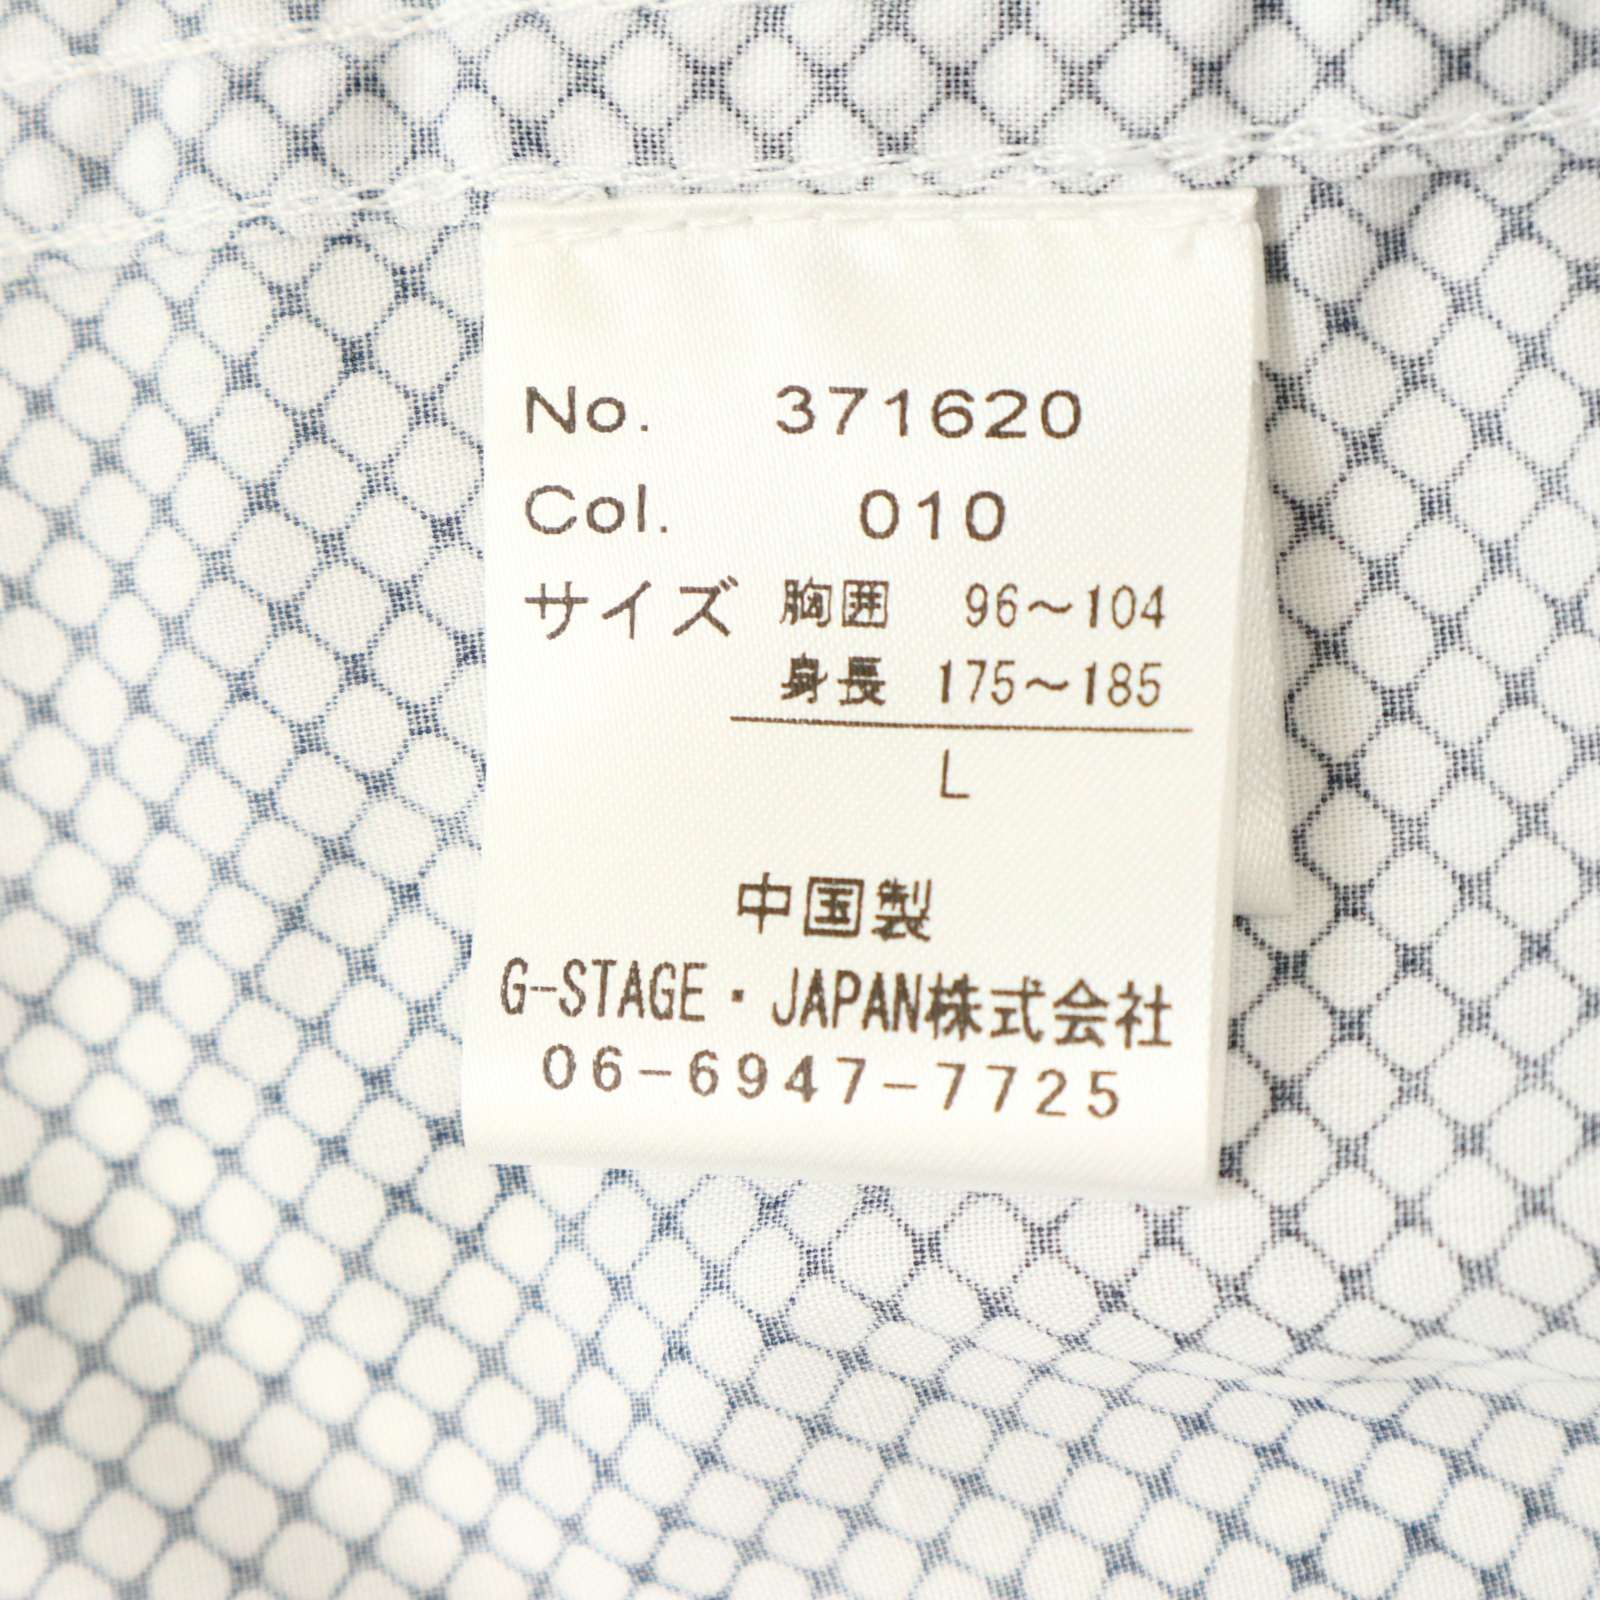 No. 371620
Col. 010
サイズ 胸囲 96～104
身長 175～185
L
中国製
G-STAGE・JAPAN株式会社
06-6947-7725